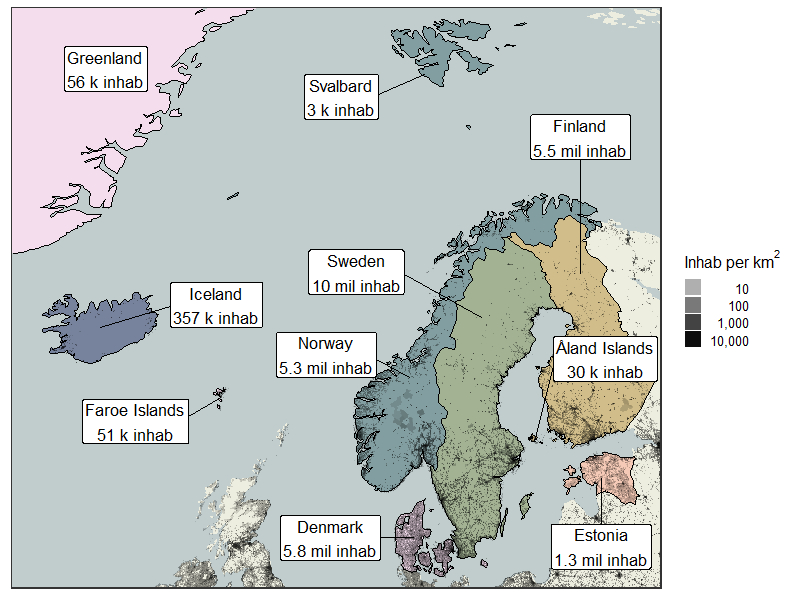 Greenland
56 k inhab
Svalbard
3 k inhab
Finland
5.5 mil inhab
Sweden
10 mil inhab
Inhab per km²
10
100
1,000
10,000
Iceland
357 k inhab
Norway
5.3 mil inhab
Åland Islands
30 k inhab
Faroe Islands
51 k inhab
Denmark
5.8 mil inhab
Estonia
1.3 mil inhab